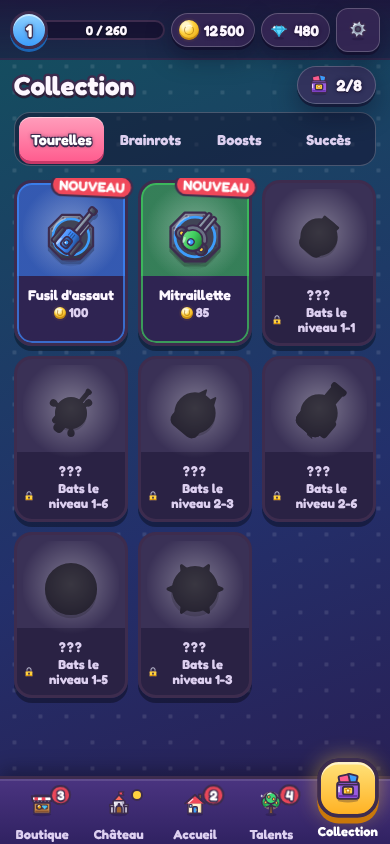 1
0 / 260
12 500
480
Collection
2/8
Tourelles
Brainrots
Boosts
Succès
NOUVEAU
NOUVEAU
Fusil d'assaut
100
Mitraillette
85
???
Bats le
niveau 1-1
???
Bats le
niveau 1-6
???
Bats le
niveau 2-3
???
Bats le
niveau 2-6
???
Bats le
niveau 1-5
???
Bats le
niveau 1-3
3
2
4
Boutique
Château
Accueil
Talents
Collection